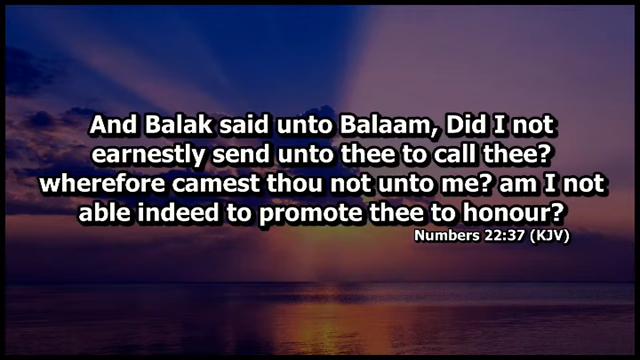 And Balak said unto Balaam, Did I not
earnestly send unto thee to call thee?
wherefore camest thou not unto me? am I not
able indeed to promote thee to honour?
Numbers 22:37 (KJV)